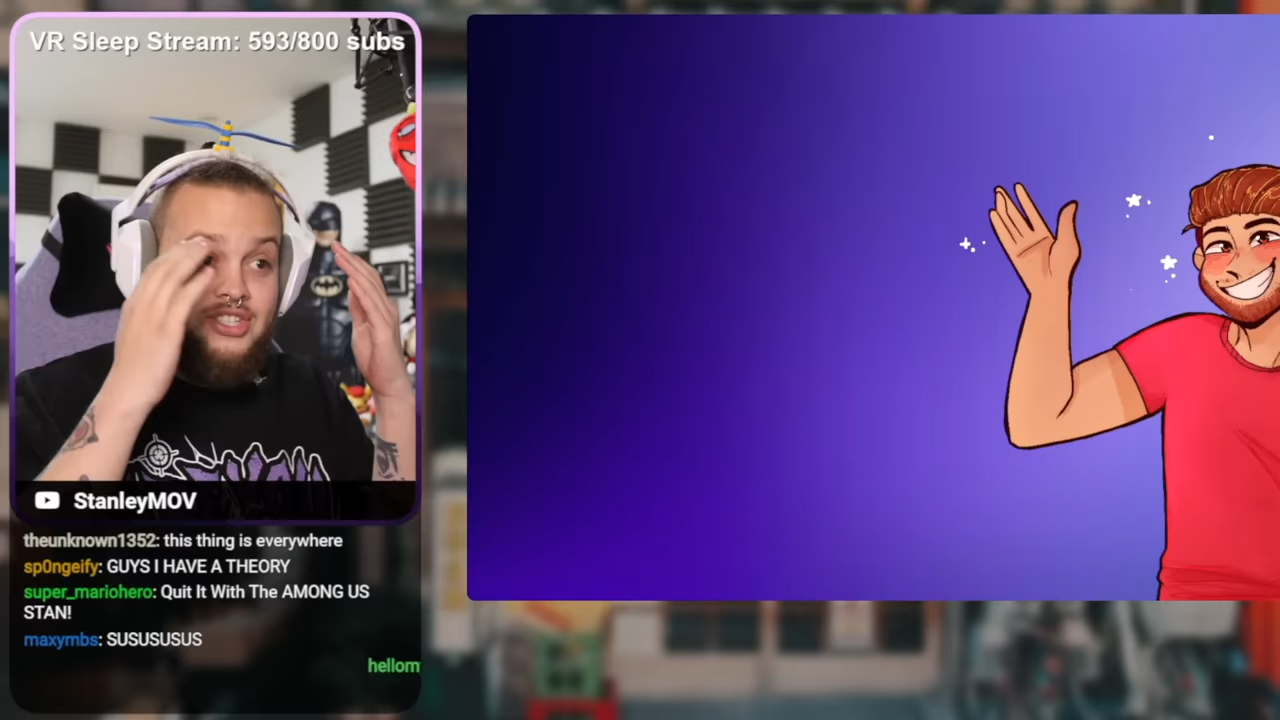 VR Sleep Stream: 593/800 subs
StanleyMOV
theunknown1352: this thing is everywhere
sp0ngeify: GUYS I HAVE A THEORY
super_mariohero: Quit It With The AMONG US
STAN!
maxymbs: SUSUSUSUS